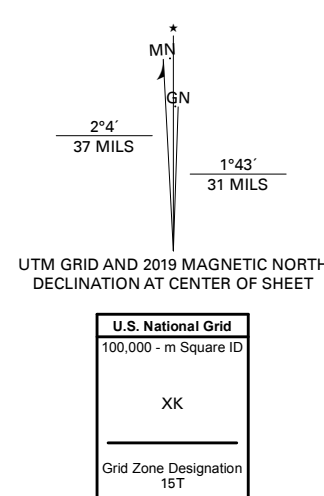 MN
GN
2°4´
37 MILS
1°43´
31 MILS
UTM GRID AND 2019 MAGNETIC NORTH
DECLINATION AT CENTER OF SHEET
U.S. National Grid
100,000 - m Square ID
XK
Grid Zone Designation
15T